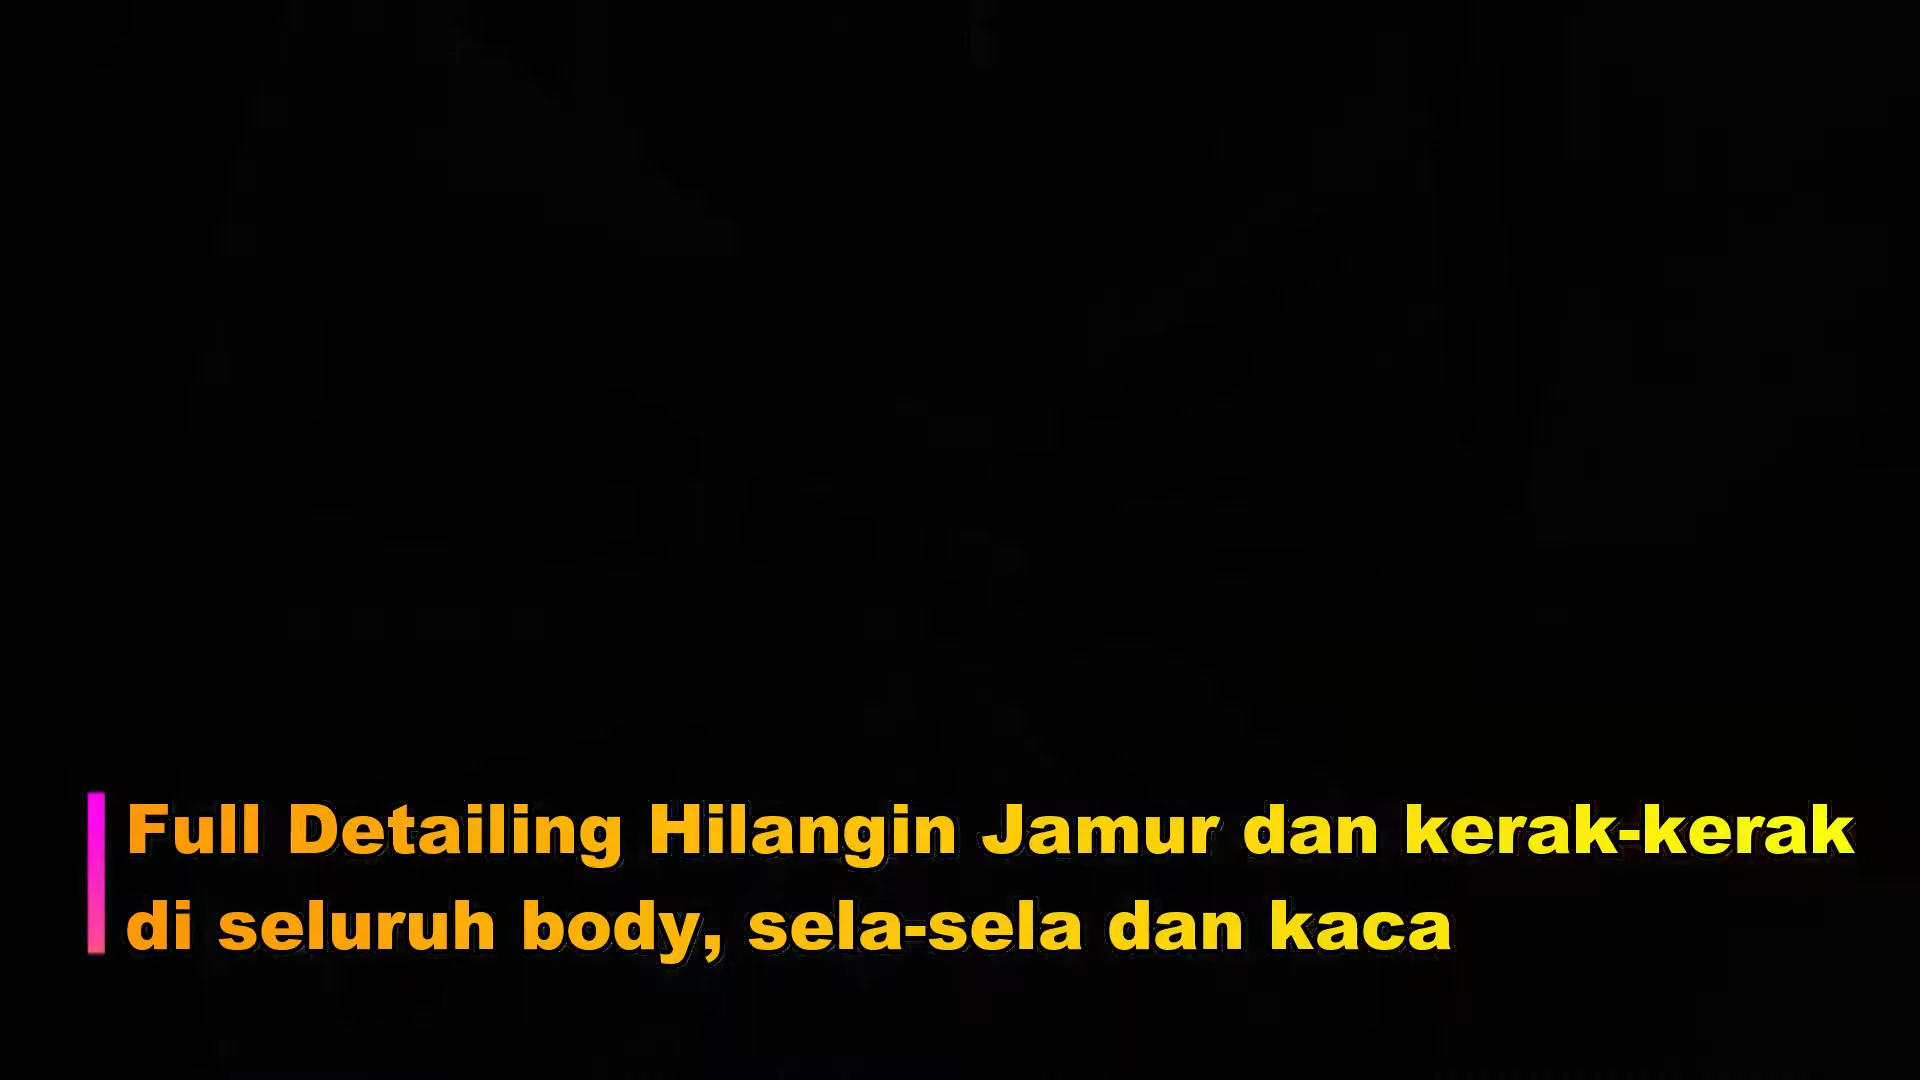 Full Detailing Hilangin Jamur dan kerak-kerak
di seluruh body, sela-sela dan kaca